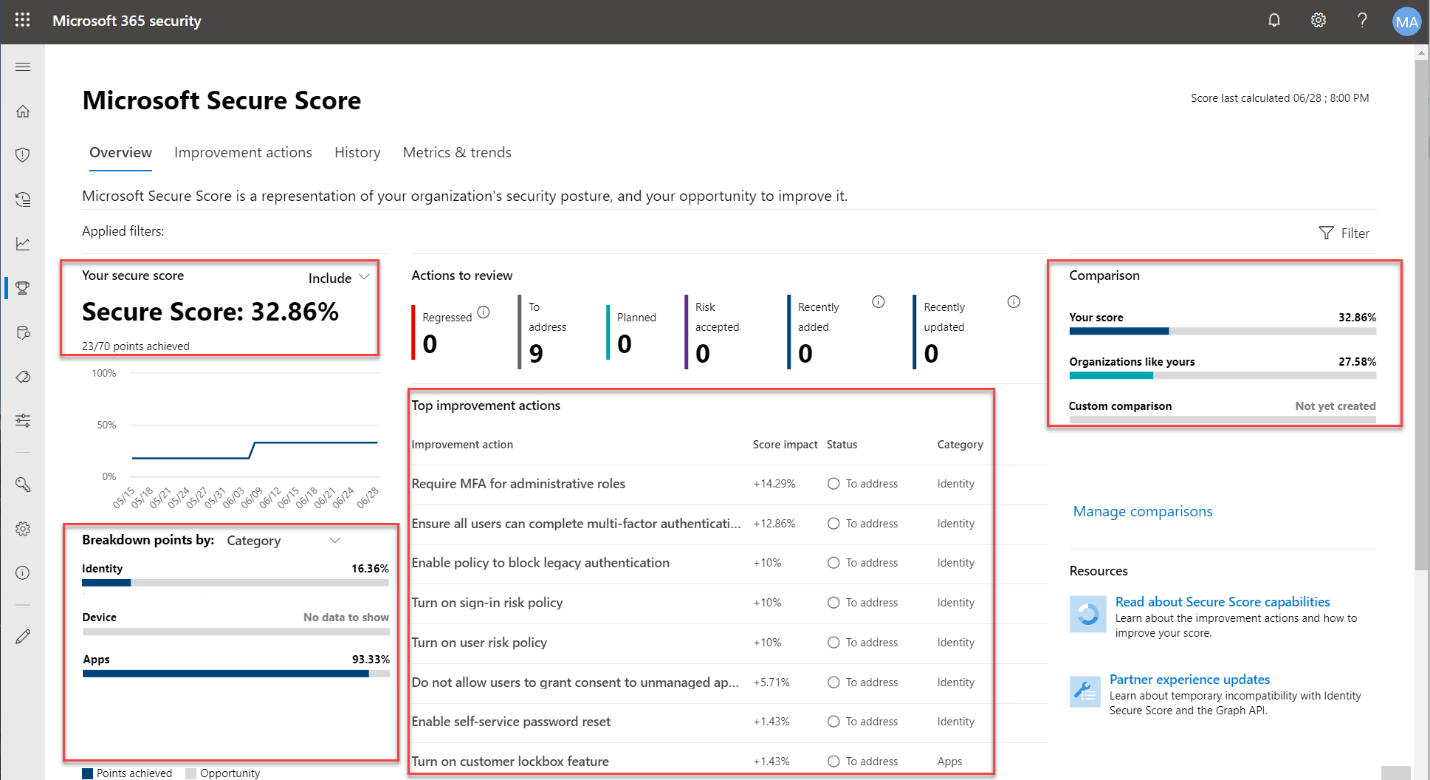 Microsoft 365 security
MA
Microsoft Secure Score
Score last calculated 06/28 ; 8:00 PM
Overview Improvement actions History Metrics & trends
Microsoft Secure Score is a representation of your organization's security posture, and your opportunity to improve it.
Applied filters:
Filter
Your secure score
Include
Secure Score: 32.86%
23/70 points achieved
100%
50%
0%
05/15 05/18 05/21 05/24 05/27 05/31 06/03 06/09 06/12 06/15 06/18 06/21 06/24 06/28
Breakdown points by: Category
Identity 16.36%
Device No data to show
Apps 93.33%
Points achieved Opportunity
Actions to review
Regressed
0
To
address
9
Planned
0
Risk
accepted
0
Recently
added
0
Recently
updated
0
Top improvement actions
Improvement action Score impact Status Category
Require MFA for administrative roles +14.29% To address Identity
Ensure all users can complete multi-factor authenticati... +12.86% To address Identity
Enable policy to block legacy authentication +10% To address Identity
Turn on sign-in risk policy +10% To address Identity
Turn on user risk policy +10% To address Identity
Do not allow users to grant consent to unmanaged ap... +5.71% To address Identity
Enable self-service password reset +1.43% To address Identity
Turn on customer lockbox feature +1.43% To address Apps
Comparison
Your score 32.86%
Organizations like yours 27.58%
Custom comparison Not yet created
Manage comparisons
Resources
Read about Secure Score capabilities
Learn about the improvement actions and how to
improve your score.
Partner experience updates
Learn about temporary incompatibility with Identity
Secure Score and the Graph API.